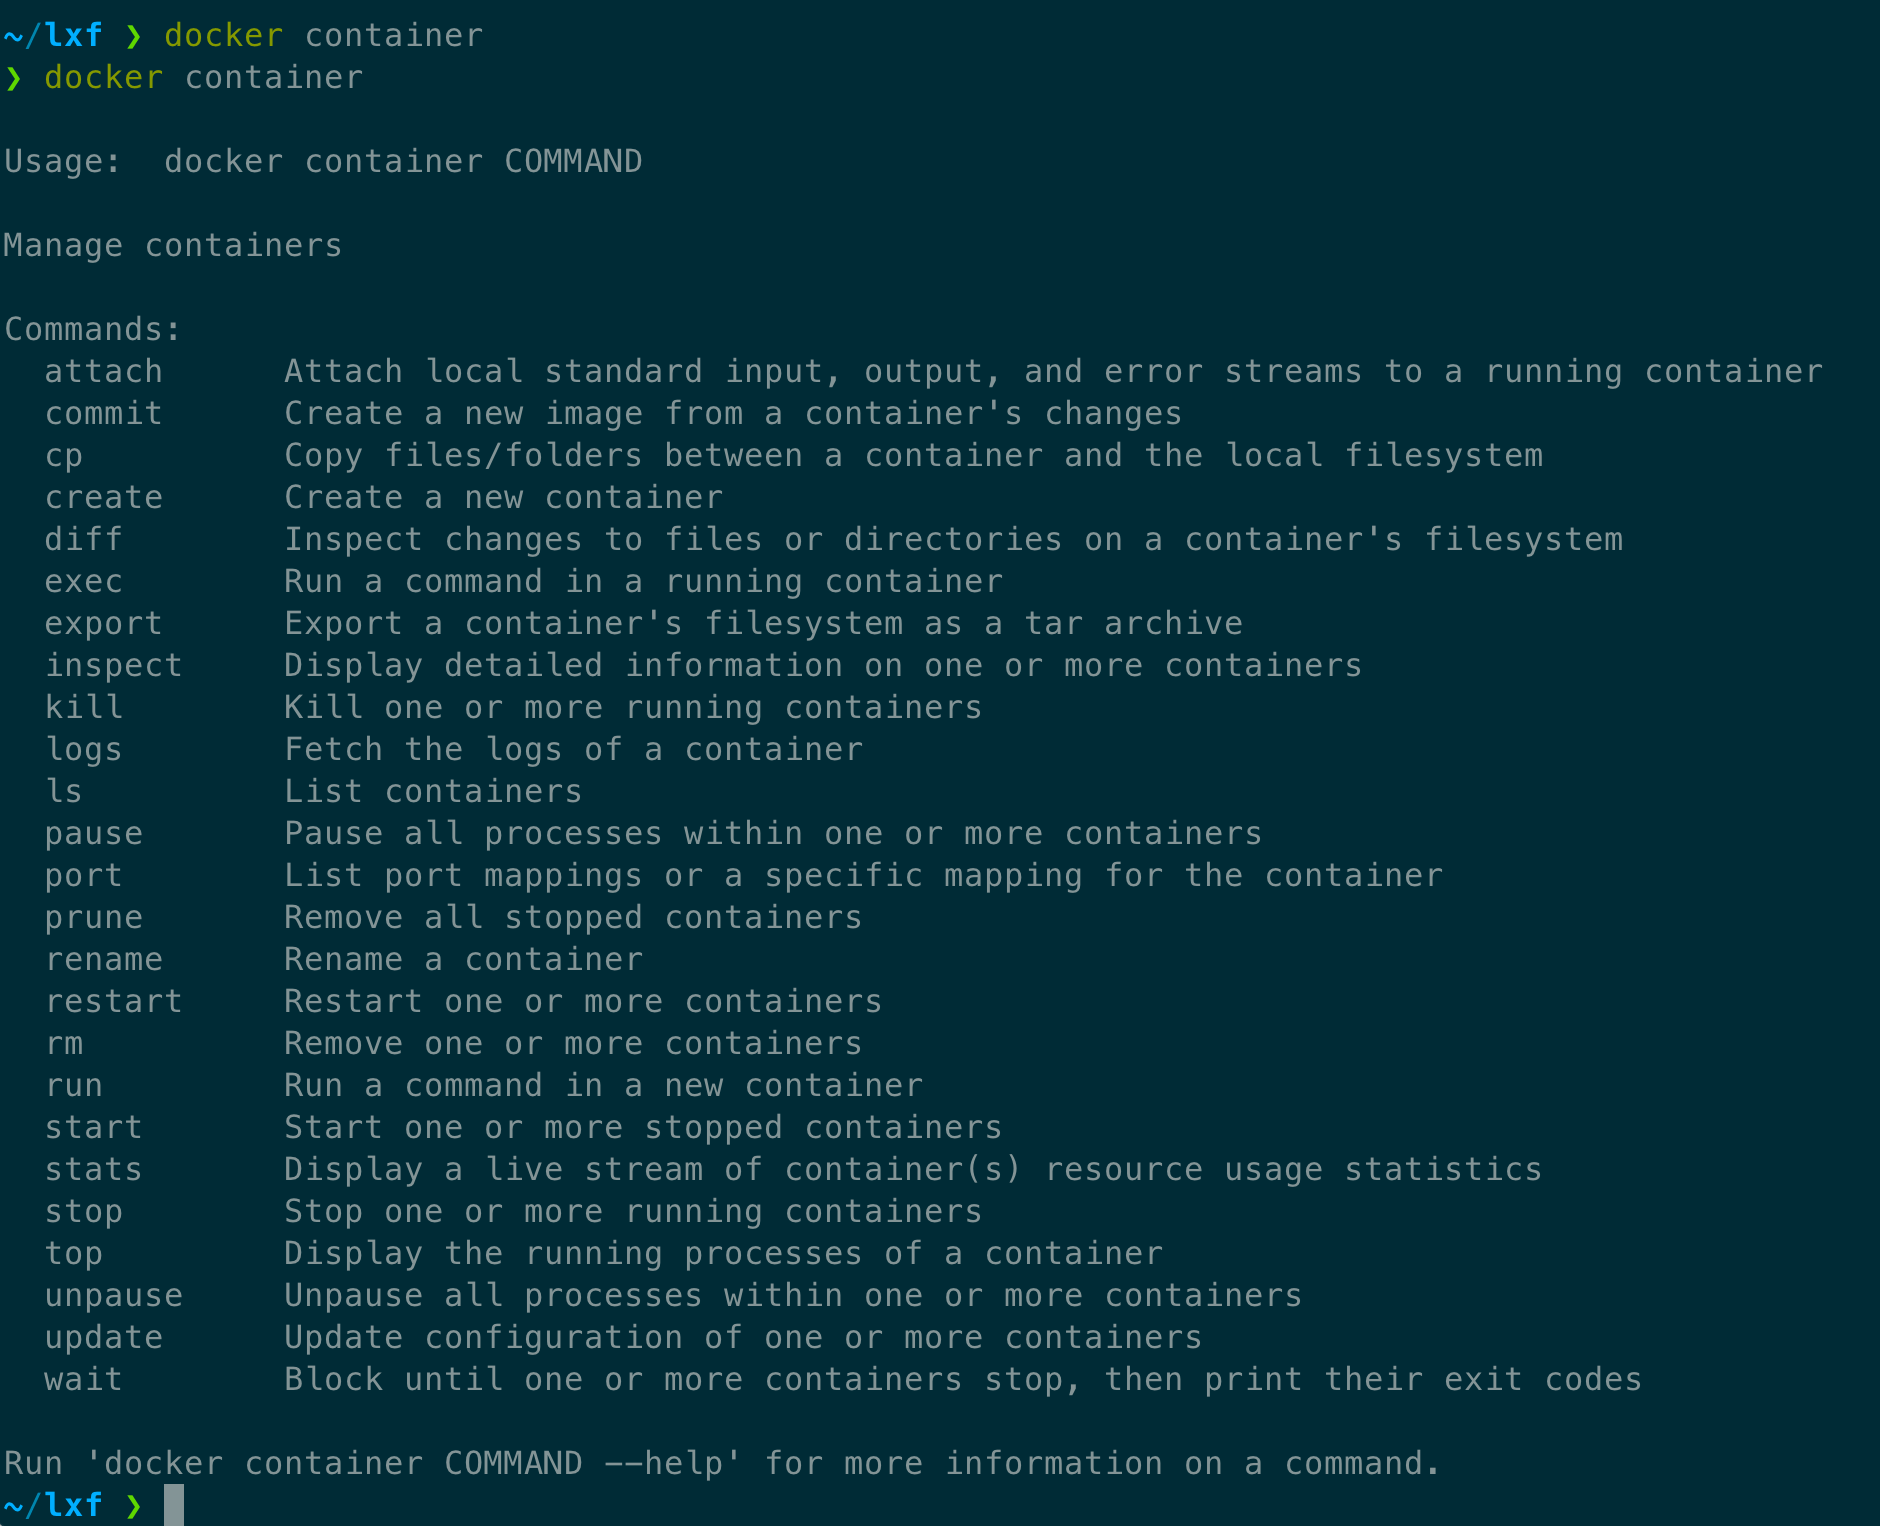 ~/lxf ❯ docker container
❯ docker container
Usage:  docker container COMMAND
Manage containers
Commands:
  attach      Attach local standard input, output, and error streams to a running container
  commit      Create a new image from a container's changes
  cp          Copy files/folders between a container and the local filesystem
  create      Create a new container
  diff        Inspect changes to files or directories on a container's filesystem
  exec        Run a command in a running container
  export      Export a container's filesystem as a tar archive
  inspect     Display detailed information on one or more containers
  kill        Kill one or more running containers
  logs        Fetch the logs of a container
  ls          List containers
  pause       Pause all processes within one or more containers
  port        List port mappings or a specific mapping for the container
  prune       Remove all stopped containers
  rename      Rename a container
  restart     Restart one or more containers
  rm          Remove one or more containers
  run         Run a command in a new container
  start       Start one or more stopped containers
  stats       Display a live stream of container(s) resource usage statistics
  stop        Stop one or more running containers
  top         Display the running processes of a container
  unpause     Unpause all processes within one or more containers
  update      Update configuration of one or more containers
  wait        Block until one or more containers stop, then print their exit codes
Run 'docker container COMMAND --help' for more information on a command.
~/lxf ❯